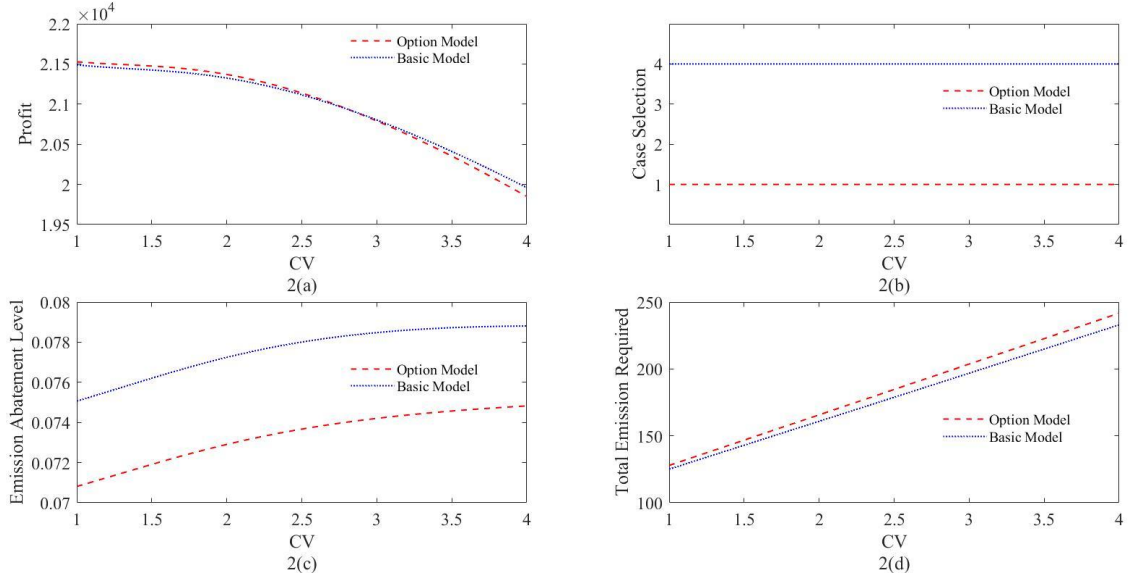 ×10⁴
2.2
2.15
2.1
2.05
2
1.95
Profit
Option Model
Basic Model
1 1.5 2 2.5 3 3.5 4
CV
2(a)
4
3
2
1
Case Selection
Option Model
Basic Model
1 1.5 2 2.5 3 3.5 4
CV
2(b)
0.08
0.078
0.076
0.074
0.072
0.07
Emission Abatement Level
Option Model
Basic Model
1 1.5 2 2.5 3 3.5 4
CV
2(c)
250
200
150
100
Total Emission Required
Option Model
Basic Model
1 1.5 2 2.5 3 3.5 4
CV
2(d)